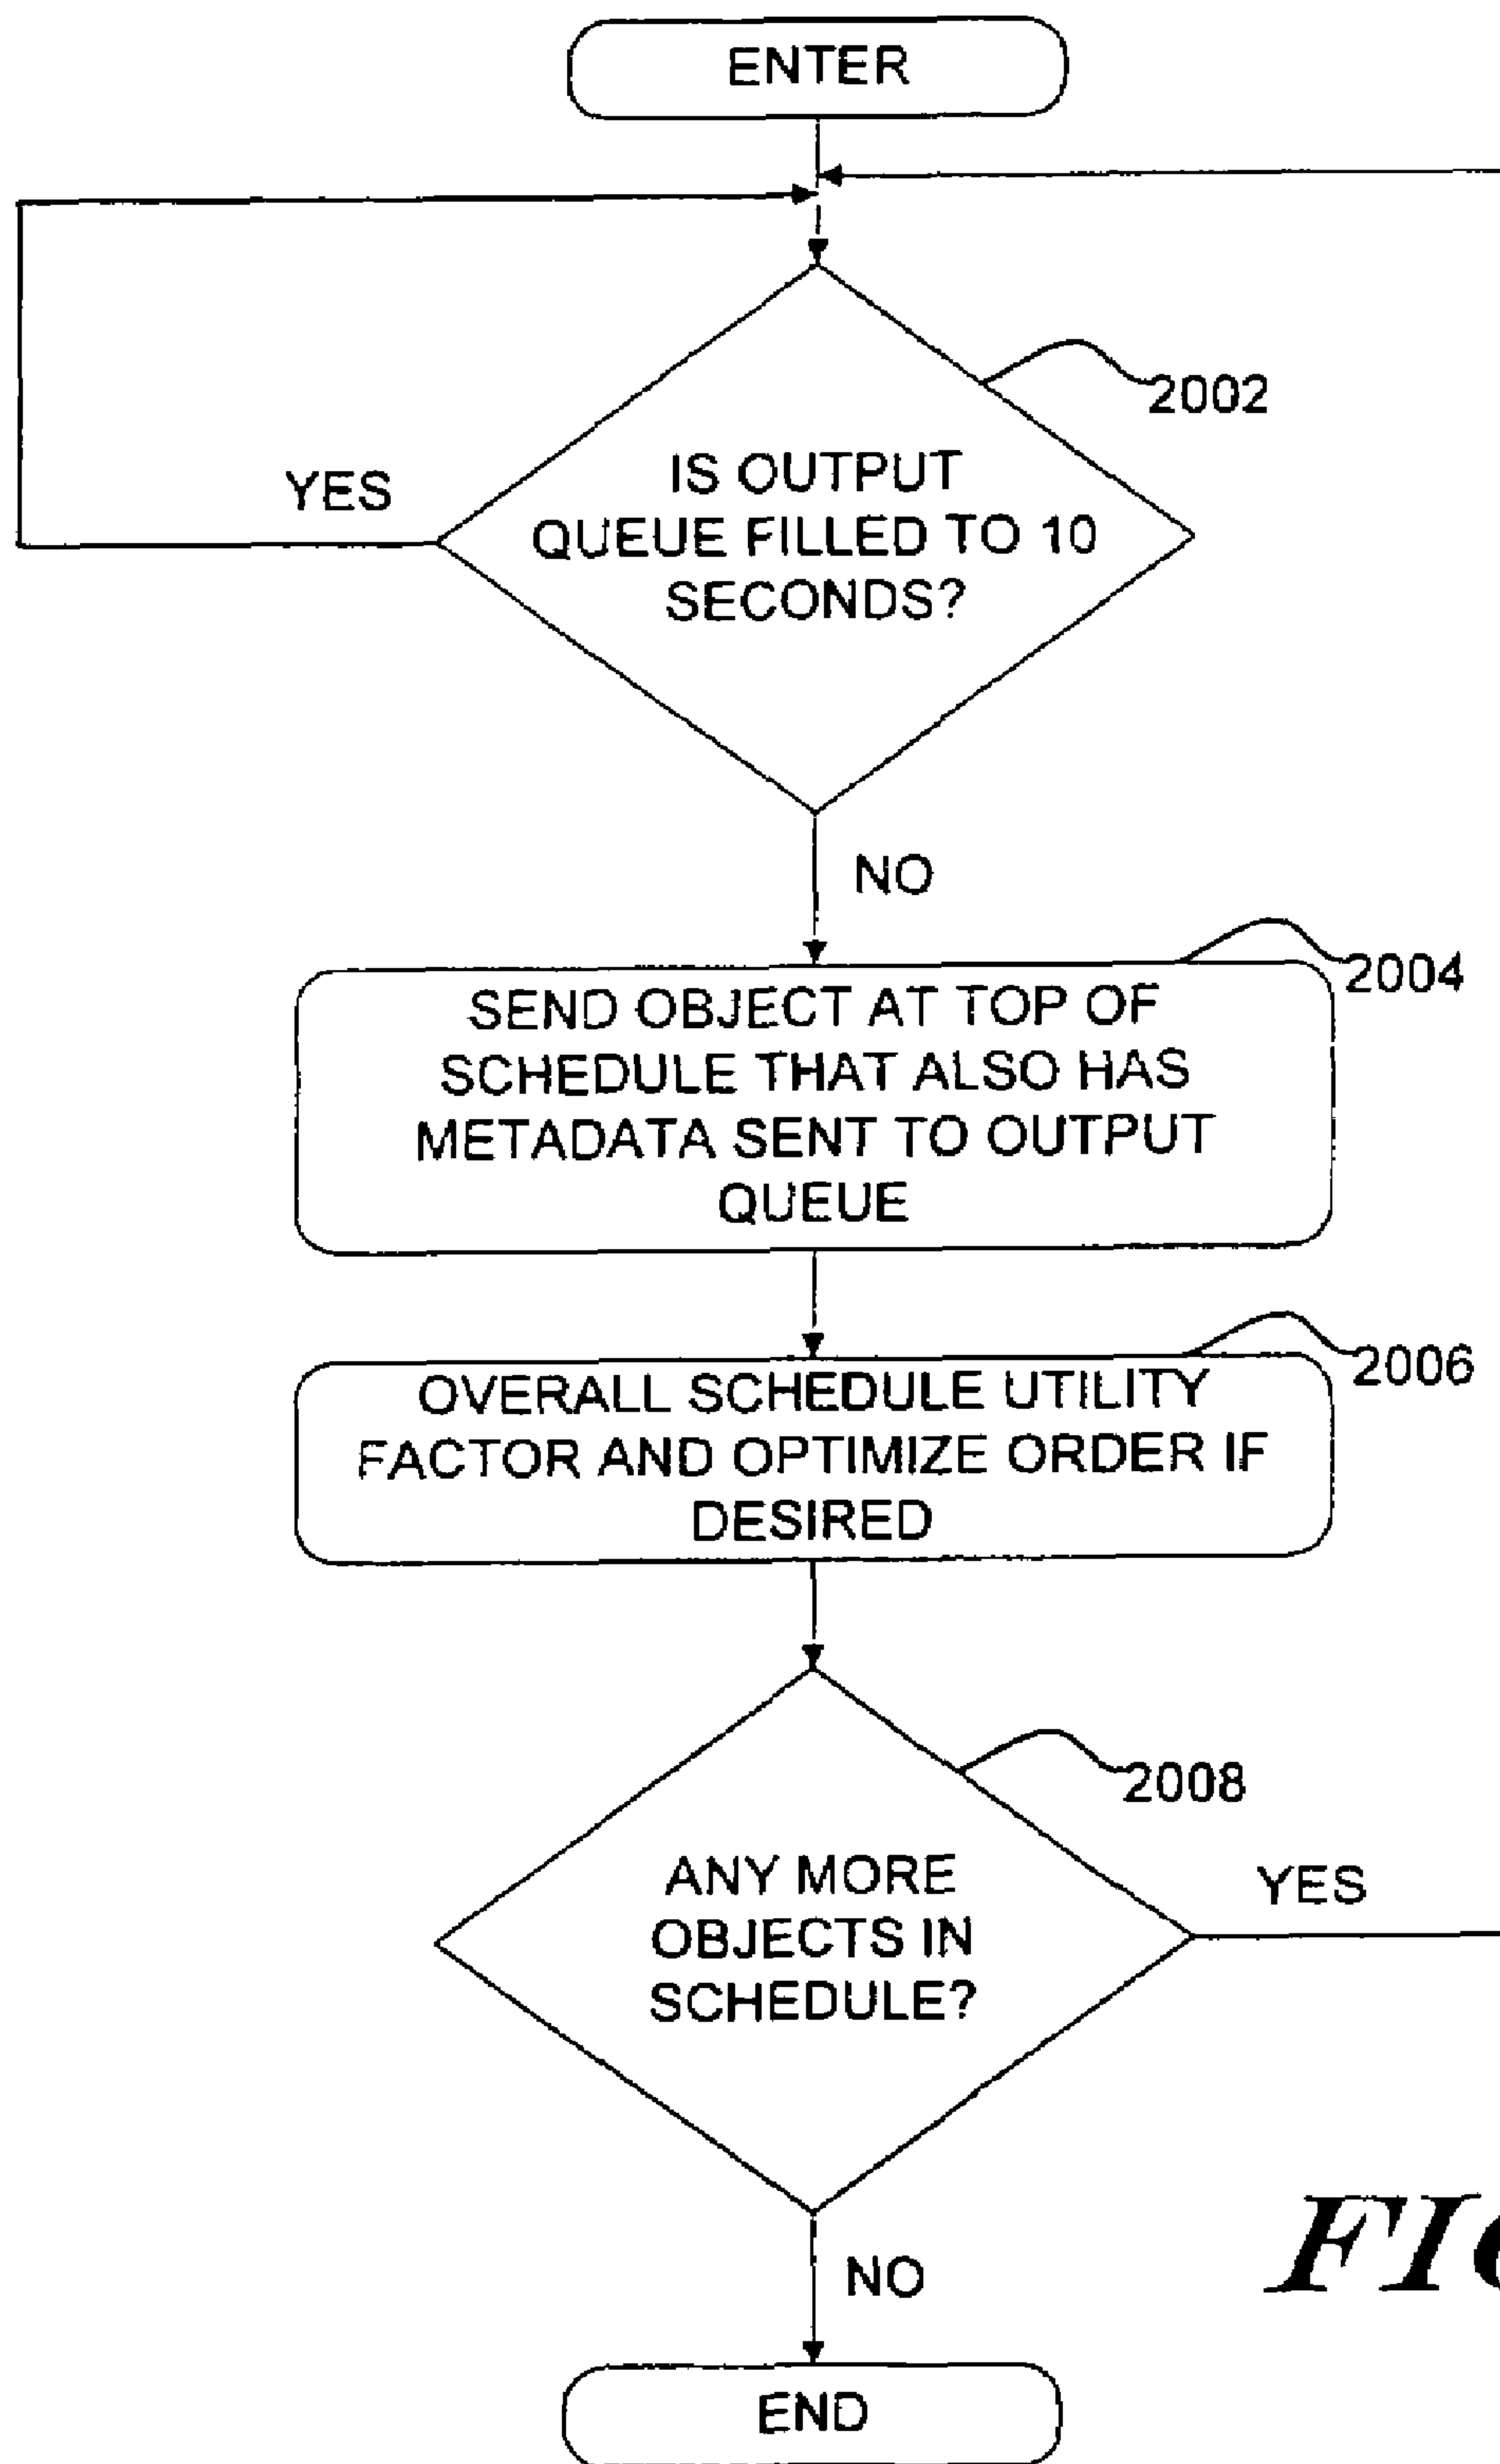 ENTER
2002
IS OUTPUT
QUEUE FILLED TO 10
SECONDS?
YES
NO
2004
SEND OBJECT AT TOP OF
SCHEDULE THAT ALSO HAS
METADATA SENT TO OUTPUT
QUEUE
2006
OVERALL SCHEDULE UTILITY
FACTOR AND OPTIMIZE ORDER IF
DESIRED
2008
ANY MORE
OBJECTS IN
SCHEDULE?
YES
NO
END